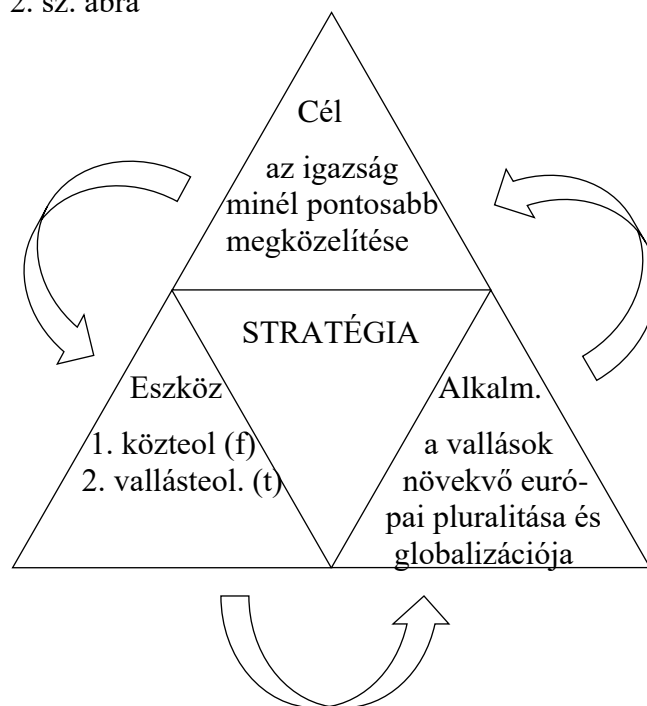 2. sz. ábra
Cél
az igazság
minél pontosabb
megközelítése
STRATÉGIA
Eszköz
1. közteol (f)
2. vallásteol. (t)
Alkalm.
a vallások
növekvő euró-
pai pluralitása és
globalizációja